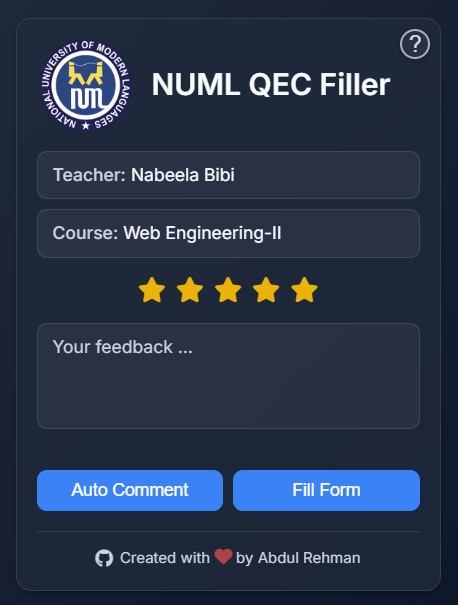 ?
NATIONAL UNIVERSITY OF MODERN LANGUAGES
NUML
NUML QEC Filler
Teacher: Nabeela Bibi
Course: Web Engineering-II
Your feedback ...
Auto Comment
Fill Form
Created with ❤ by Abdul Rehman